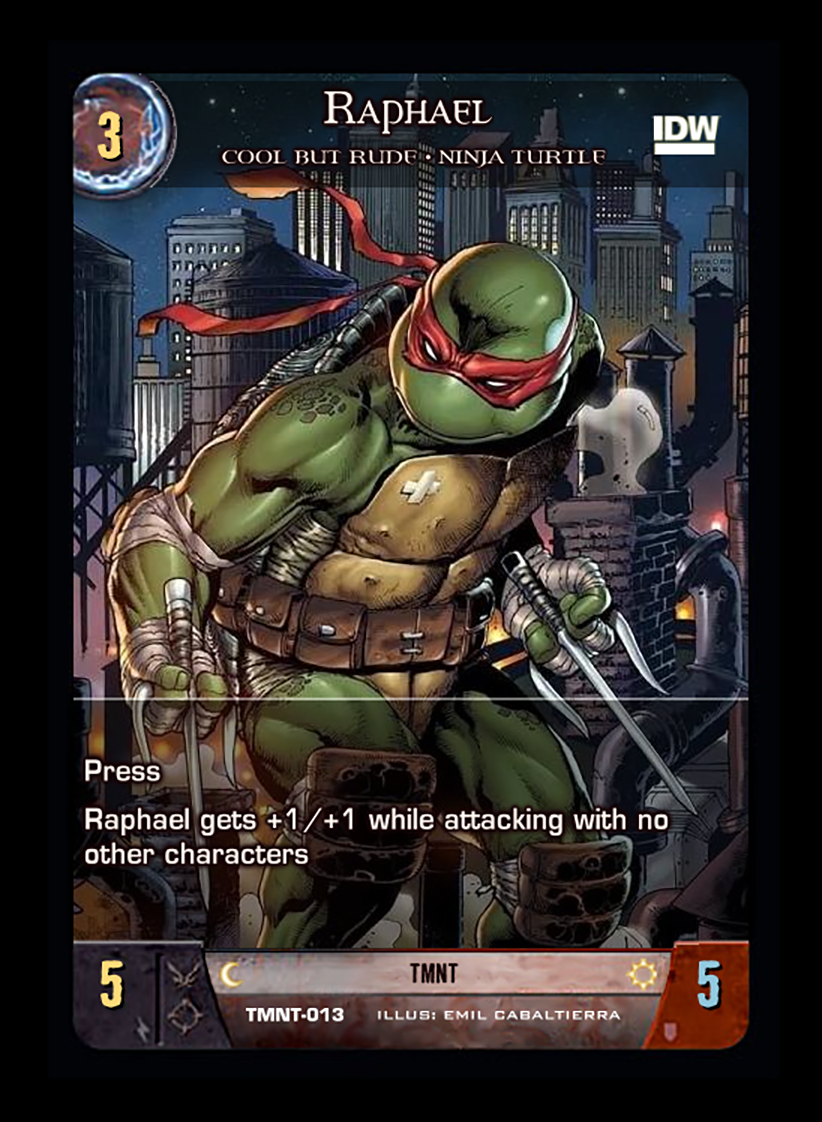 3
RAPHAEL
IDW
COOL BUT RUDE • NINJA TURTLE
Press
Raphael gets +1/+1 while attacking with no
other characters
5
TMNT
5
TMNT-013 ILLUS: EMIL CABALTIERRA